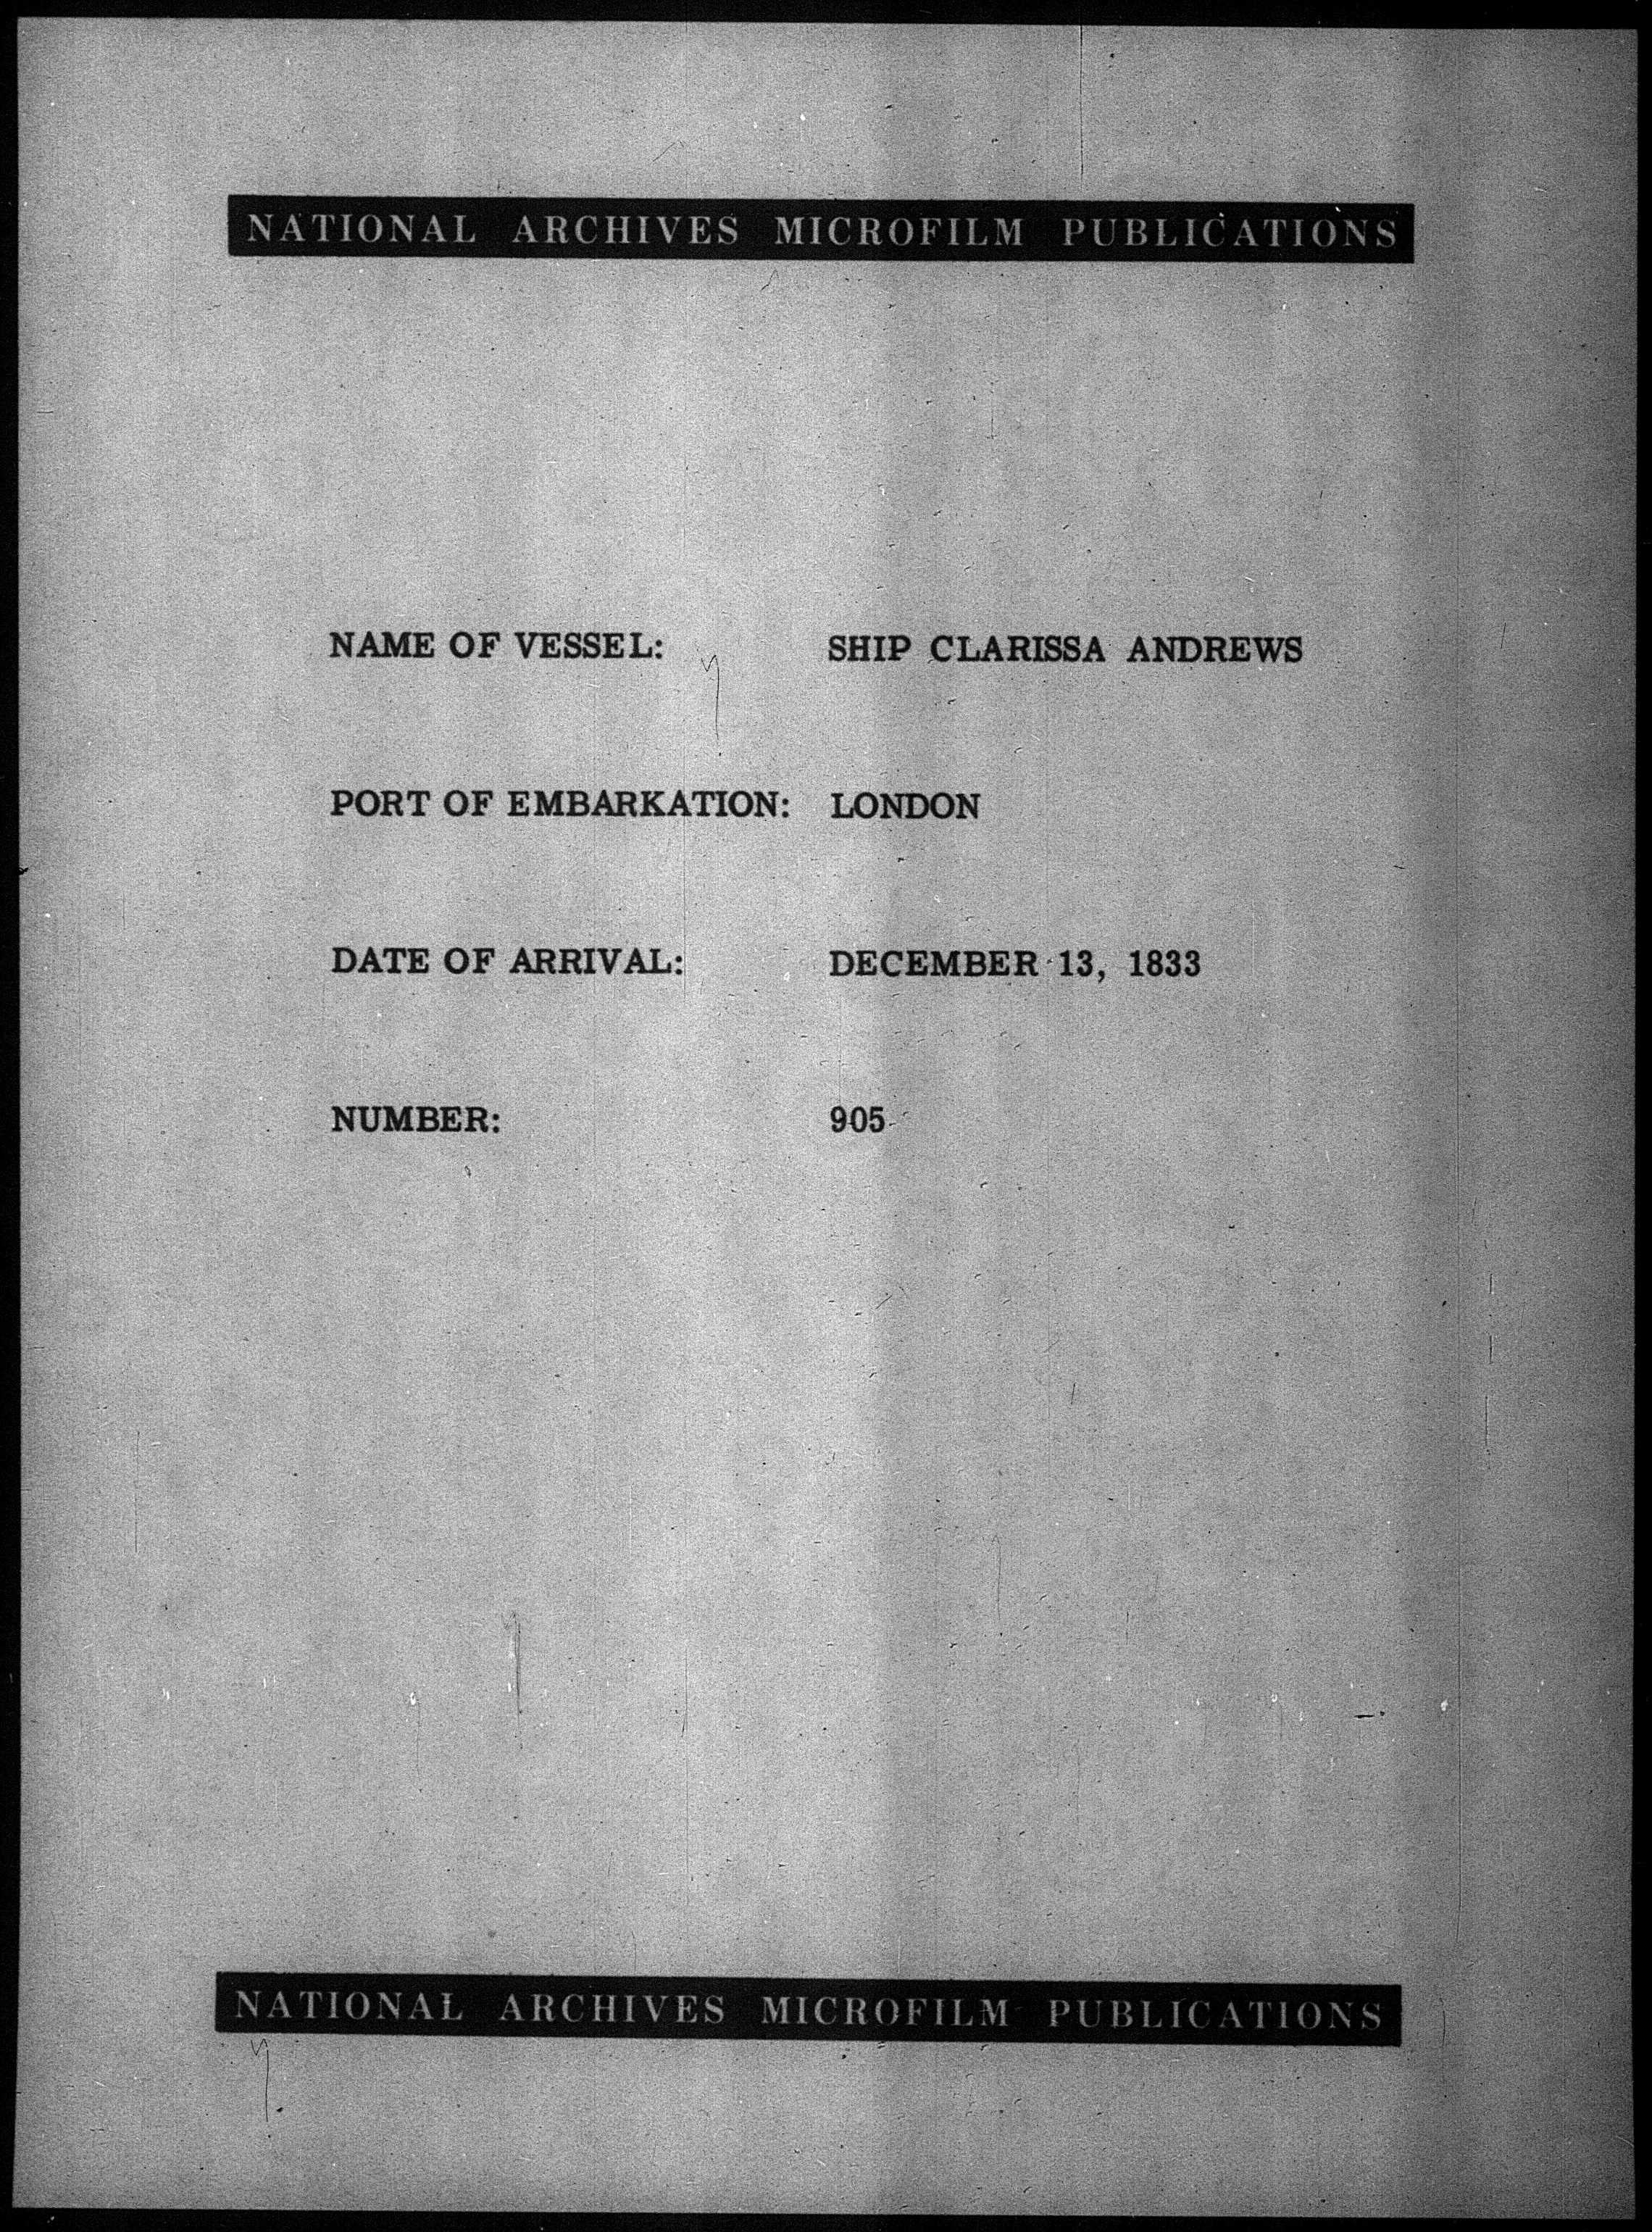 NATIONAL ARCHIVES MICROFILM PUBLICATIONS
NAME OF VESSEL: SHIP CLARISSA ANDREWS
PORT OF EMBARKATION: LONDON
DATE OF ARRIVAL: DECEMBER 13, 1833
NUMBER: 905
NATIONAL ARCHIVES MICROFILM PUBLICATIONS